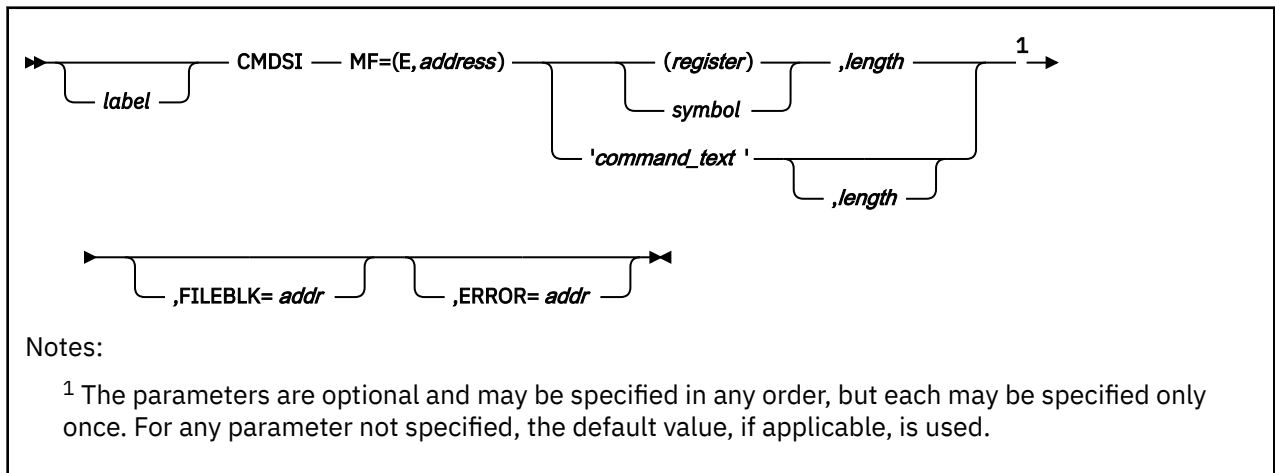 CMDSI MF=(E,address) (register) ,length 1
label symbol
'command_text '
,length
,FILEBLK= addr ,ERROR= addr
Notes:
1 The parameters are optional and may be specified in any order, but each may be specified only
once. For any parameter not specified, the default value, if applicable, is used.